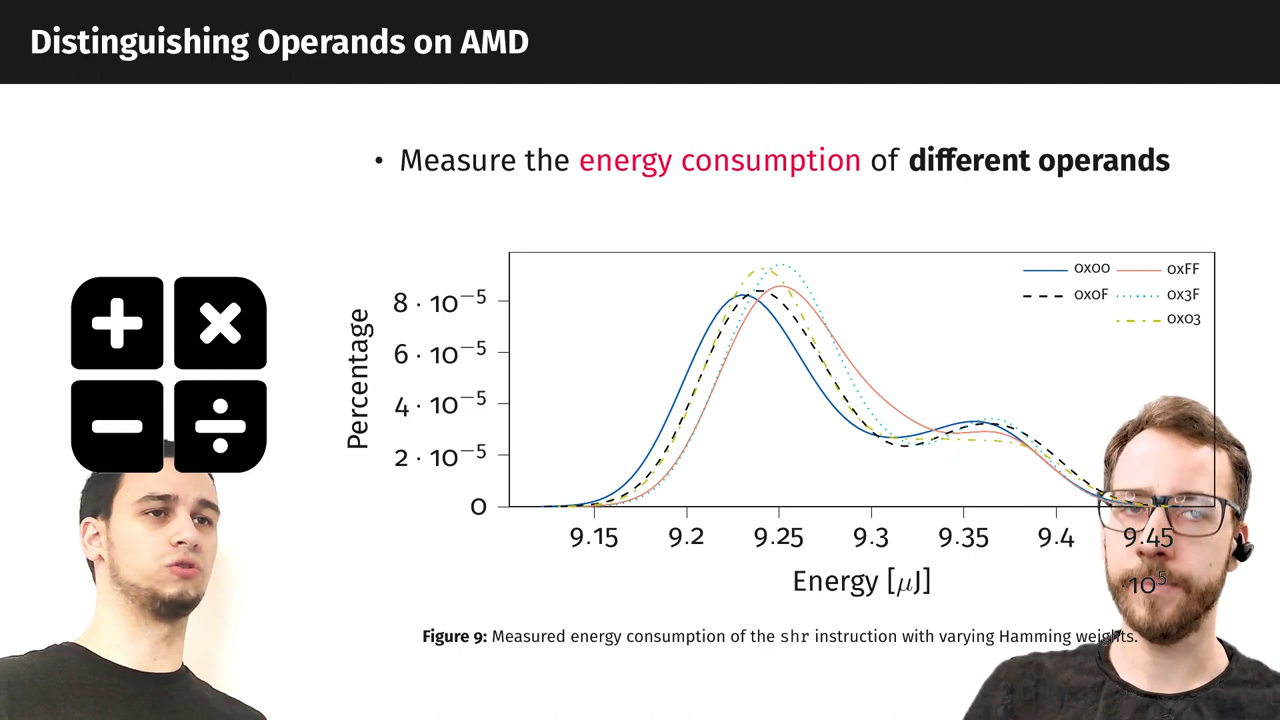 Distinguishing Operands on AMD
• Measure the energy consumption of different operands
0x00 0xFF
0x0F 0x3F
0x03
Percentage
8 · 10⁻⁵
6 · 10⁻⁵
4 · 10⁻⁵
2 · 10⁻⁵
0
9.15 9.2 9.25 9.3 9.35 9.4 9.45
·10⁵
Energy [μJ]
Figure 9: Measured energy consumption of the shr instruction with varying Hamming weights.